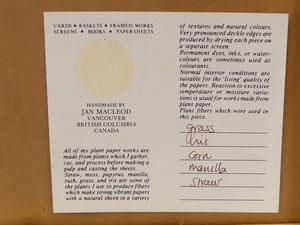 CARDS • BASKETS • FRAMED WORKS
SCREENS • BOOKS • PAPERSHEETS
HANDMADE BY
JAN MACLEOD
VANCOUVER
BRITISH COLUMBIA
CANADA
All of my plant paper works are
made from plants which I gather,
cut, and process before making a
pulp and casting the sheets.
Straw, moss, papyrus, manilla,
rush, grass, and iris are some of
the plants I use to produce fibers
which make strong vibrant papers
with a natural sheen in a variety
of textures and natural colours.
Very pronounced deckle edges are
produced by drying each piece on
a separate screen.
Permanent dyes, inks, or water-
colours are sometimes used as
colourants.
Normal interior conditions are
suitable for the 'living' quality of
the papers. Reaction to excessive
temperature or moisture varia-
tions is usual for works made from
plant paper.
Plant fibers which were used in
this piece.
grass
iris
corn
manilla
straw